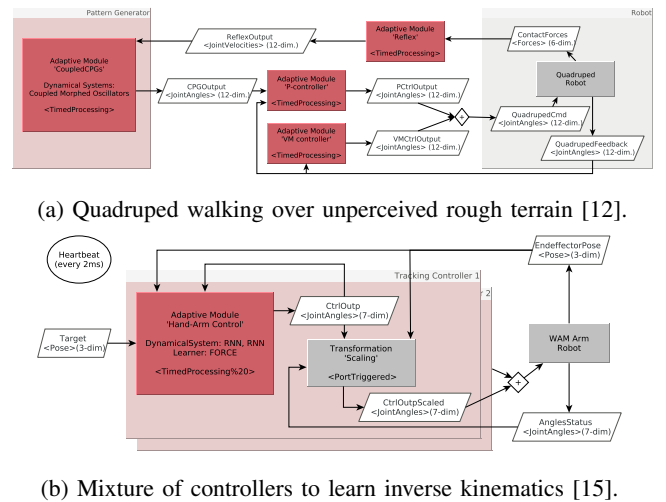 Pattern Generator
Robot
Adaptive Module
'CoupledCPGs'
Dynamical Systems:
Coupled Morphed Oscillators
<TimedProcessing>
ReflexOutput
<JointVelocities> (12-dim.)
Adaptive Module
'Reflex'
<TimedProcessing>
ContactForces
<Forces> (6-dim.)
CPGOutput
<JointAngles> (12-dim.)
Adaptive Module
'P-controller'
<TimedProcessing>
PCtrlOutput
<JointAngles> (12-dim.)
Quadruped
Robot
+
QuadrupedCmd
<JointAngles> (12-dim.)
Adaptive Module
'VM controller'
<TimedProcessing>
VMCtrlOutput
<JointAngles> (12-dim.)
QuadrupedFeedback
<JointAngles> (12-dim.)
(a) Quadruped walking over unperceived rough terrain [12].
Heartbeat
(every 2ms)
EndeffectorPose
<Pose>(3-dim)
Tracking Controller 1
2
Target
<Pose>(3-dim)
Adaptive Module
'Hand-Arm Control'
DynamicalSystem: RNN, RNN
Learner: FORCE
<TimedProcessing%20>
CtrlOutp
<JointAngles>(7-dim)
Transformation
'Scaling'
<PortTriggered>
WAM Arm
Robot
+
CtrlOutpScaled
<JointAngles>(7-dim)
AnglesStatus
<JointAngles>(7-dim)
(b) Mixture of controllers to learn inverse kinematics [15].